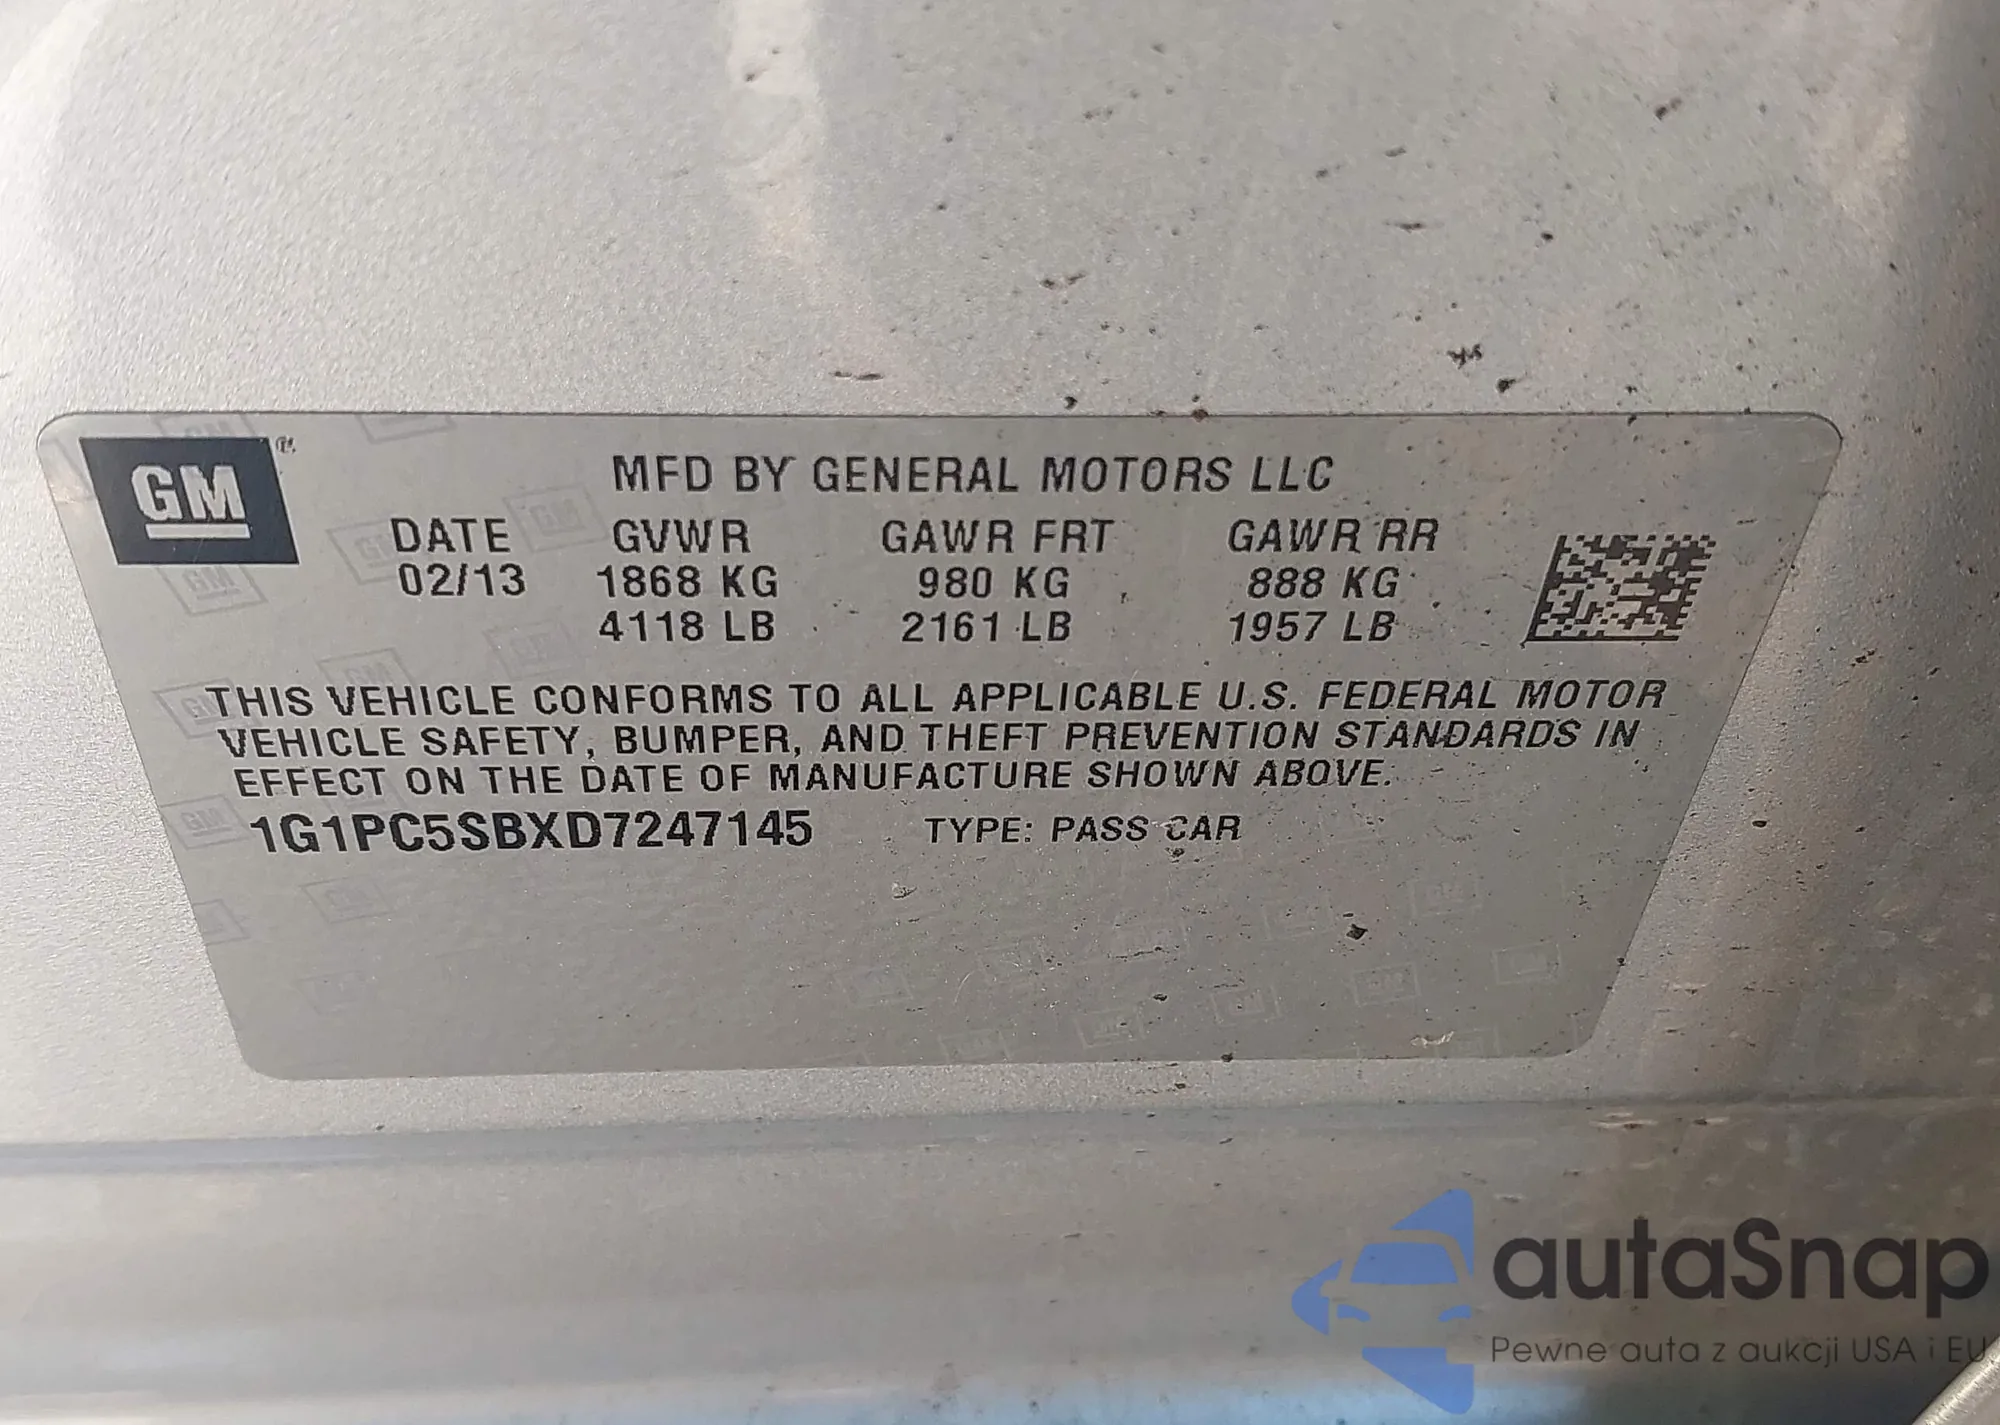 GM®
MFD BY GENERAL MOTORS LLC
DATE GVWR GAWR FRT GAWR RR
02/13 1868 KG 980 KG 888 KG
4118 LB 2161 LB 1957 LB
THIS VEHICLE CONFORMS TO ALL APPLICABLE U.S. FEDERAL MOTOR
VEHICLE SAFETY, BUMPER, AND THEFT PREVENTION STANDARDS IN
EFFECT ON THE DATE OF MANUFACTURE SHOWN ABOVE.
1G1PC5SBXD7247145 TYPE: PASS CAR
autaSnap
Pewne auta z aukcji USA i EU